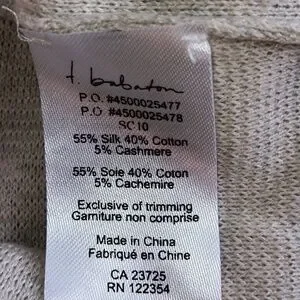 t. babaton
P.O. #4500025477
P.O #4500025478
SC10
55% Silk 40% Cotton
5% Cashmere
55% Soie 40% Coton
5% Cachemire
Exclusive of trimming
Garniture non comprise
Made in China
Fabriqué en Chine
CA 23725
RN 122354